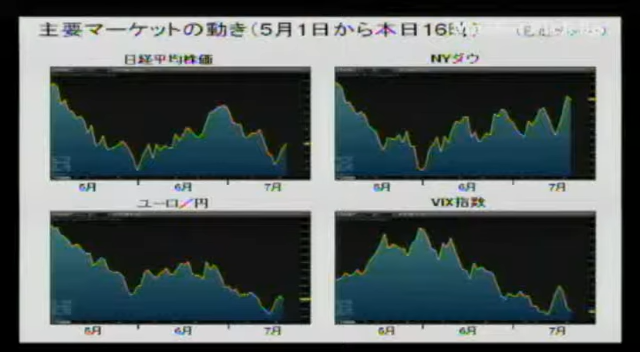 主要マーケットの動き(5月1日から本日16時)
日経平均株価
NYダウ
5月 6月 7月
5月 6月 7月
ユーロ/円
VIX指数
5月 6月 7月
5月 6月 7月